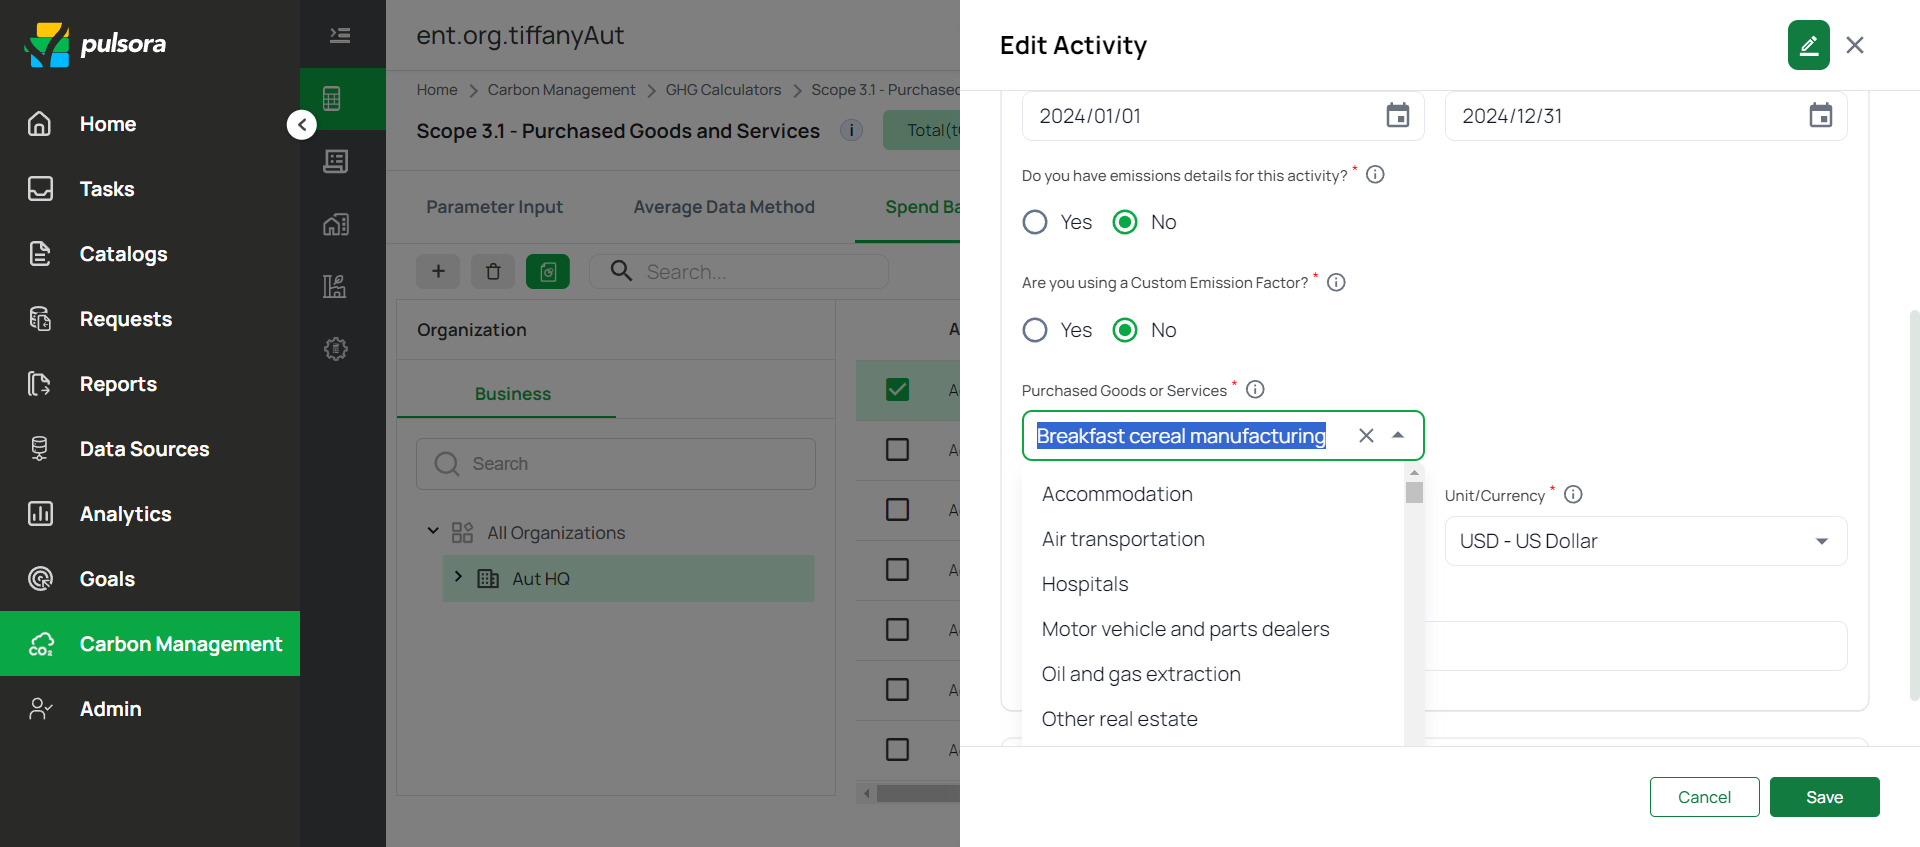 pulsora
Home
Tasks
Catalogs
Requests
Reports
Data Sources
Analytics
Goals
Carbon Management
Admin
ent.org.tiffanyAut
Home > Carbon Management > GHG Calculators > Scope 3.1 - Purchased
Scope 3.1 - Purchased Goods and Services
Total(t
Parameter Input
Average Data Method
Spend Ba
Search...
Organization
Business
Search
All Organizations
Aut HQ
A
A
A
A
A
A
A
A
Edit Activity
2024/01/01
2024/12/31
Do you have emissions details for this activity? *
Yes
No
Are you using a Custom Emission Factor? *
Yes
No
Purchased Goods or Services *
Breakfast cereal manufacturing
Accommodation
Air transportation
Hospitals
Motor vehicle and parts dealers
Oil and gas extraction
Other real estate
Unit/Currency *
USD - US Dollar
Cancel
Save